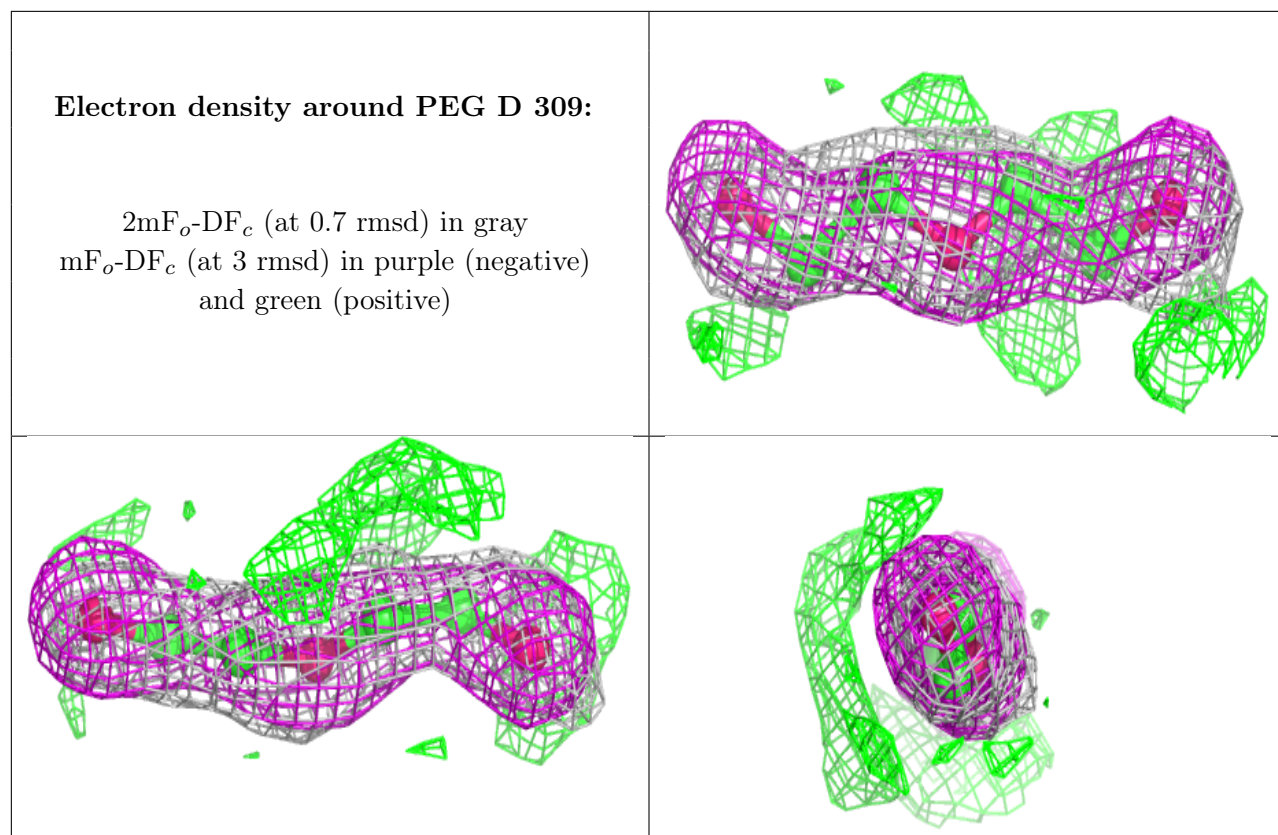 Electron density around PEG D 309:
2mFo-DFc (at 0.7 rmsd) in gray
mFo-DFc (at 3 rmsd) in purple (negative)
and green (positive)